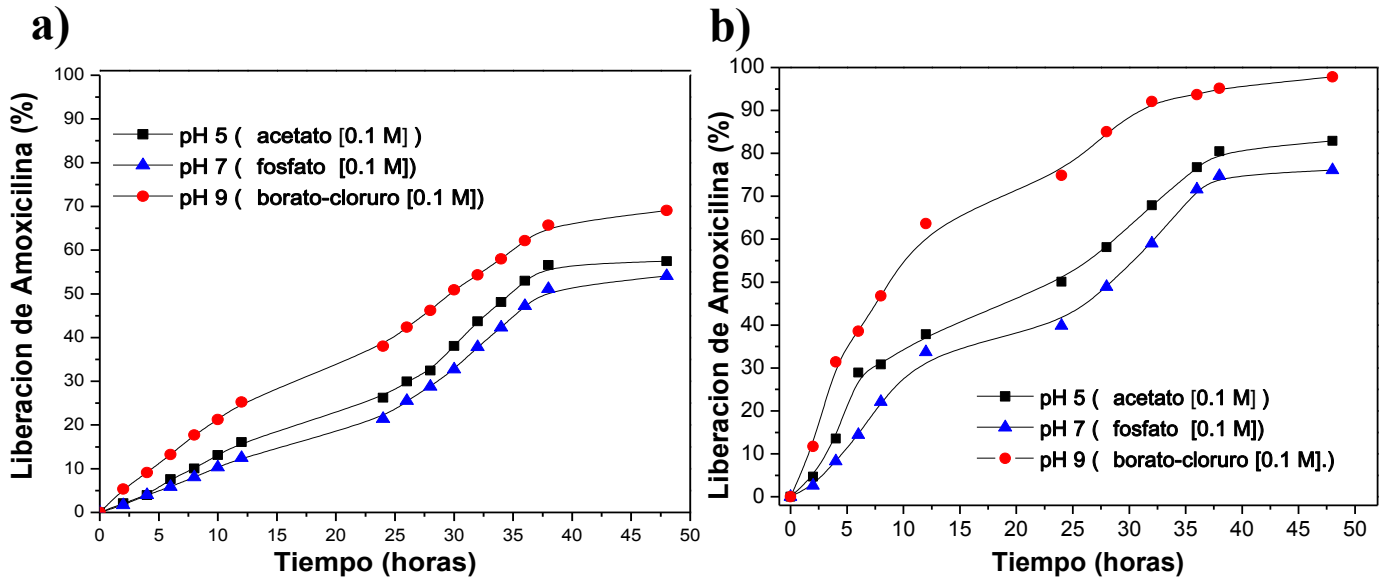 a)
Liberacion de Amoxicilina (%)
100
90
80
70
60
50
40
30
20
10
0
pH 5 ( acetato [0.1 M] )
pH 7 ( fosfato [0.1 M])
pH 9 ( borato-cloruro [0.1 M])
0 5 10 15 20 25 30 35 40 45 50
Tiempo (horas)
b)
Liberacion de Amoxicilina (%)
100
90
80
70
60
50
40
30
20
10
0
pH 5 ( acetato [0.1 M] )
pH 7 ( fosfato [0.1 M])
pH 9 ( borato-cloruro [0.1 M].)
0 5 10 15 20 25 30 35 40 45 50
Tiempo (horas)